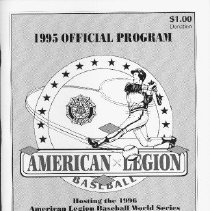 $1.00
Donation
1995 OFFICIAL PROGRAM
AMERICAN LEGION
BASEBALL
Hosting the 1996
American Legion Baseball World Series